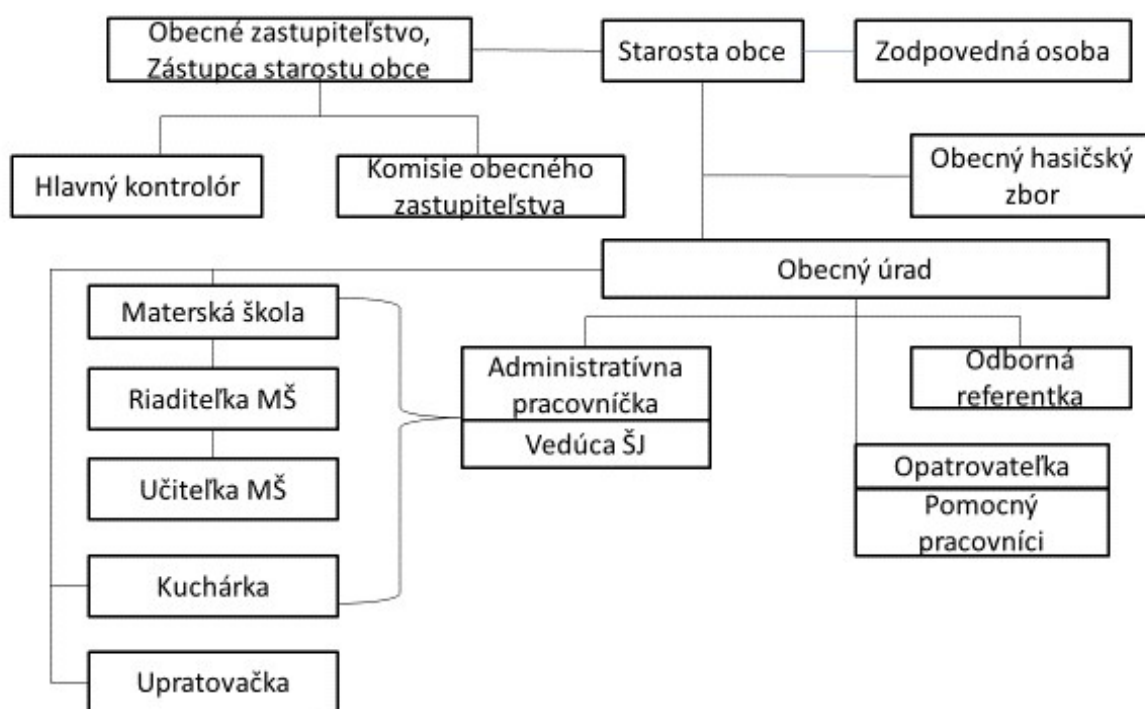 Obecné zastupiteľstvo,
Zástupca starostu obce
Starosta obce
Zodpovedná osoba
Hlavný kontrolór
Komisie obecného
zastupiteľstva
Obecný hasičský
zbor
Obecný úrad
Materská škola
Riaditeľka MŠ
Učiteľka MŠ
Kuchárka
Upratovačka
Administratívna
pracovníčka
Vedúca ŠJ
Odborná
referentka
Opatrovateľka
Pomocný
pracovníci